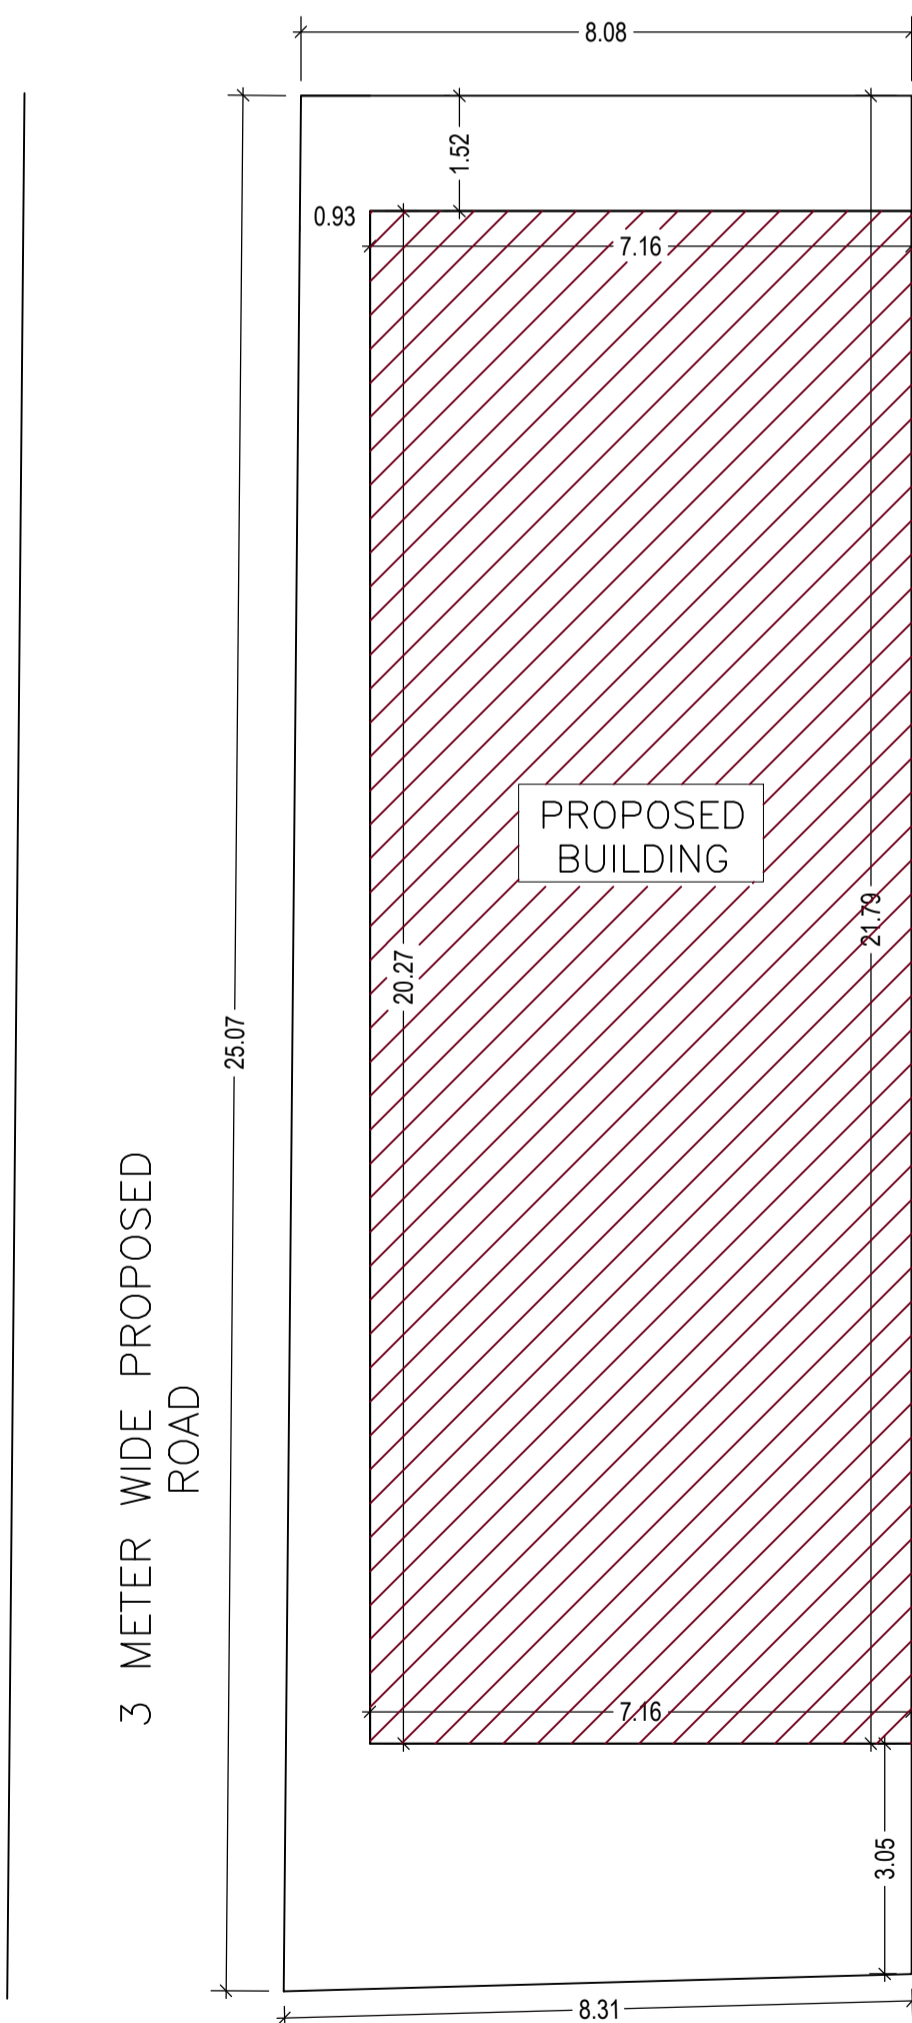 8.08
1.52
0.93
7.16
PROPOSED
BUILDING
21.79
20.27
25.07
3 METER WIDE PROPOSED
ROAD
7.16
3.05
8.31